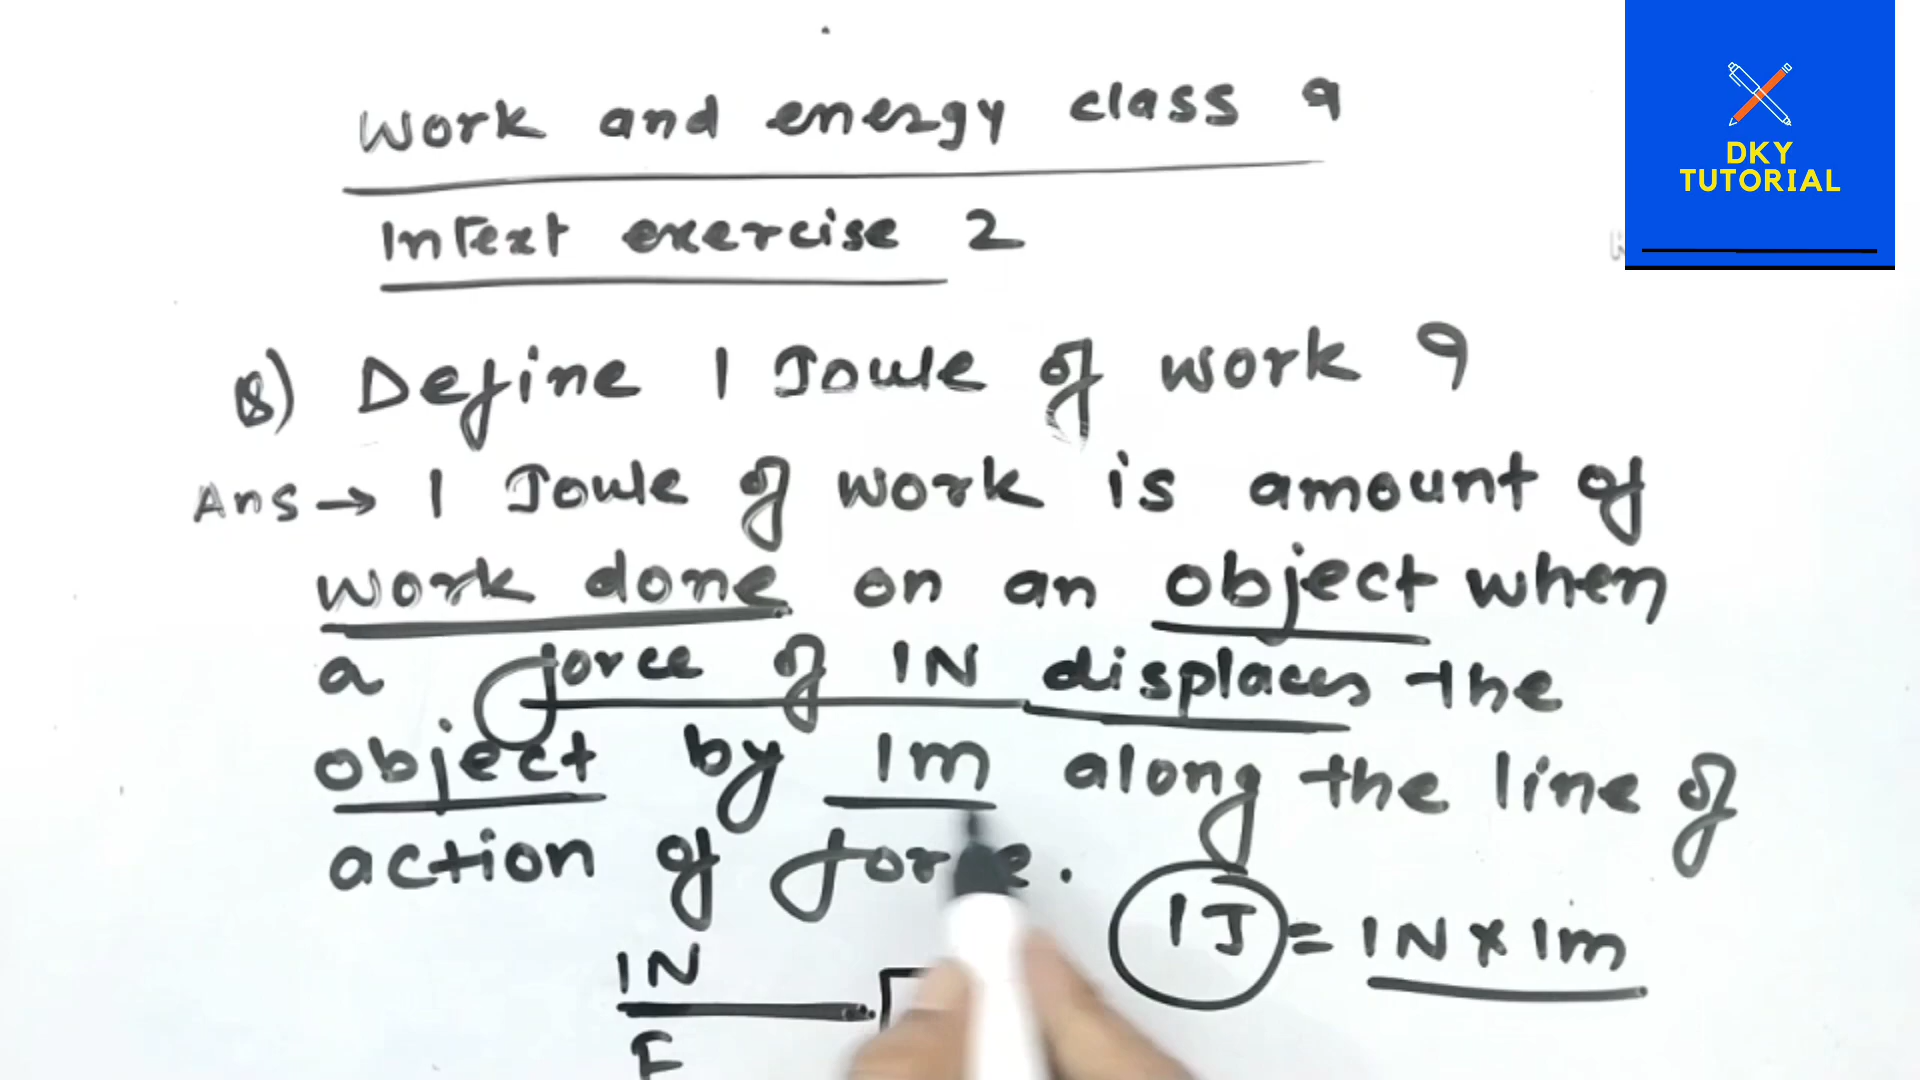 Work and energy class 9
Intext exercise 2
Q) Define 1 Joule of work ?
Ans → 1 Joule of work is amount of
work done on an object when
a force of 1N displaces the
object by 1m along the line of
action of force.
1J = 1N x 1m
1N
F
DKY
TUTORIAL